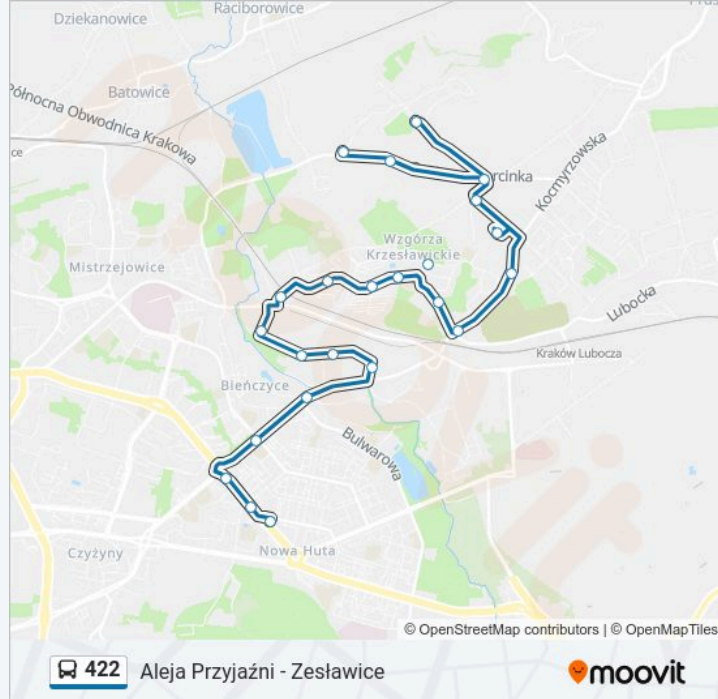 Raciborowice
Dziekanowice
Batowice
Północna Obwodnica Krakowa
ce
rcinka
Kocmyrzowska
Wzgórza
Krzesławickie
Mistrzejowice
Lubocka
Kraków Lubocza
Bieńczyce
Bulwarowa
Czyżyny
Nowa Huta
© OpenStreetMap contributors | © OpenMapTiles
422 Aleja Przyjaźni - Zesławice
moovit